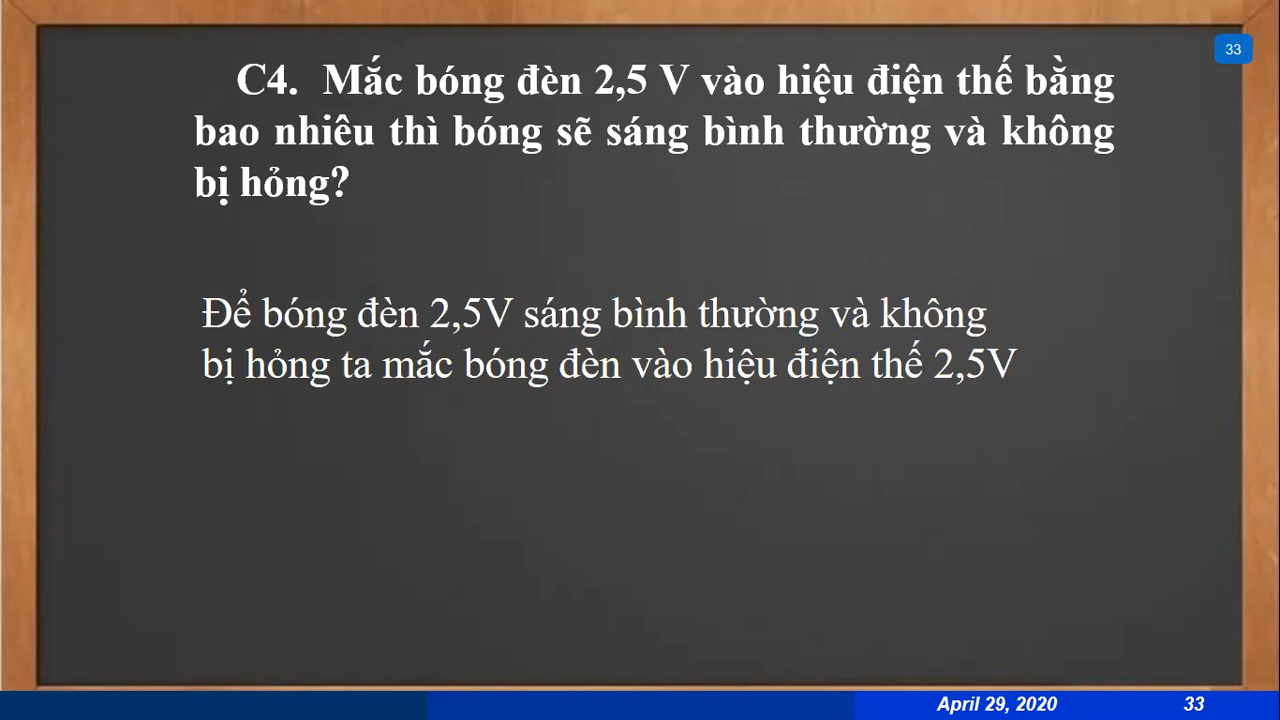 33
C4. Mắc bóng đèn 2,5 V vào hiệu điện thế bằng
bao nhiêu thì bóng sẽ sáng bình thường và không
bị hỏng?
Để bóng đèn 2,5V sáng bình thường và không
bị hỏng ta mắc bóng đèn vào hiệu điện thế 2,5V
April 29, 2020 33